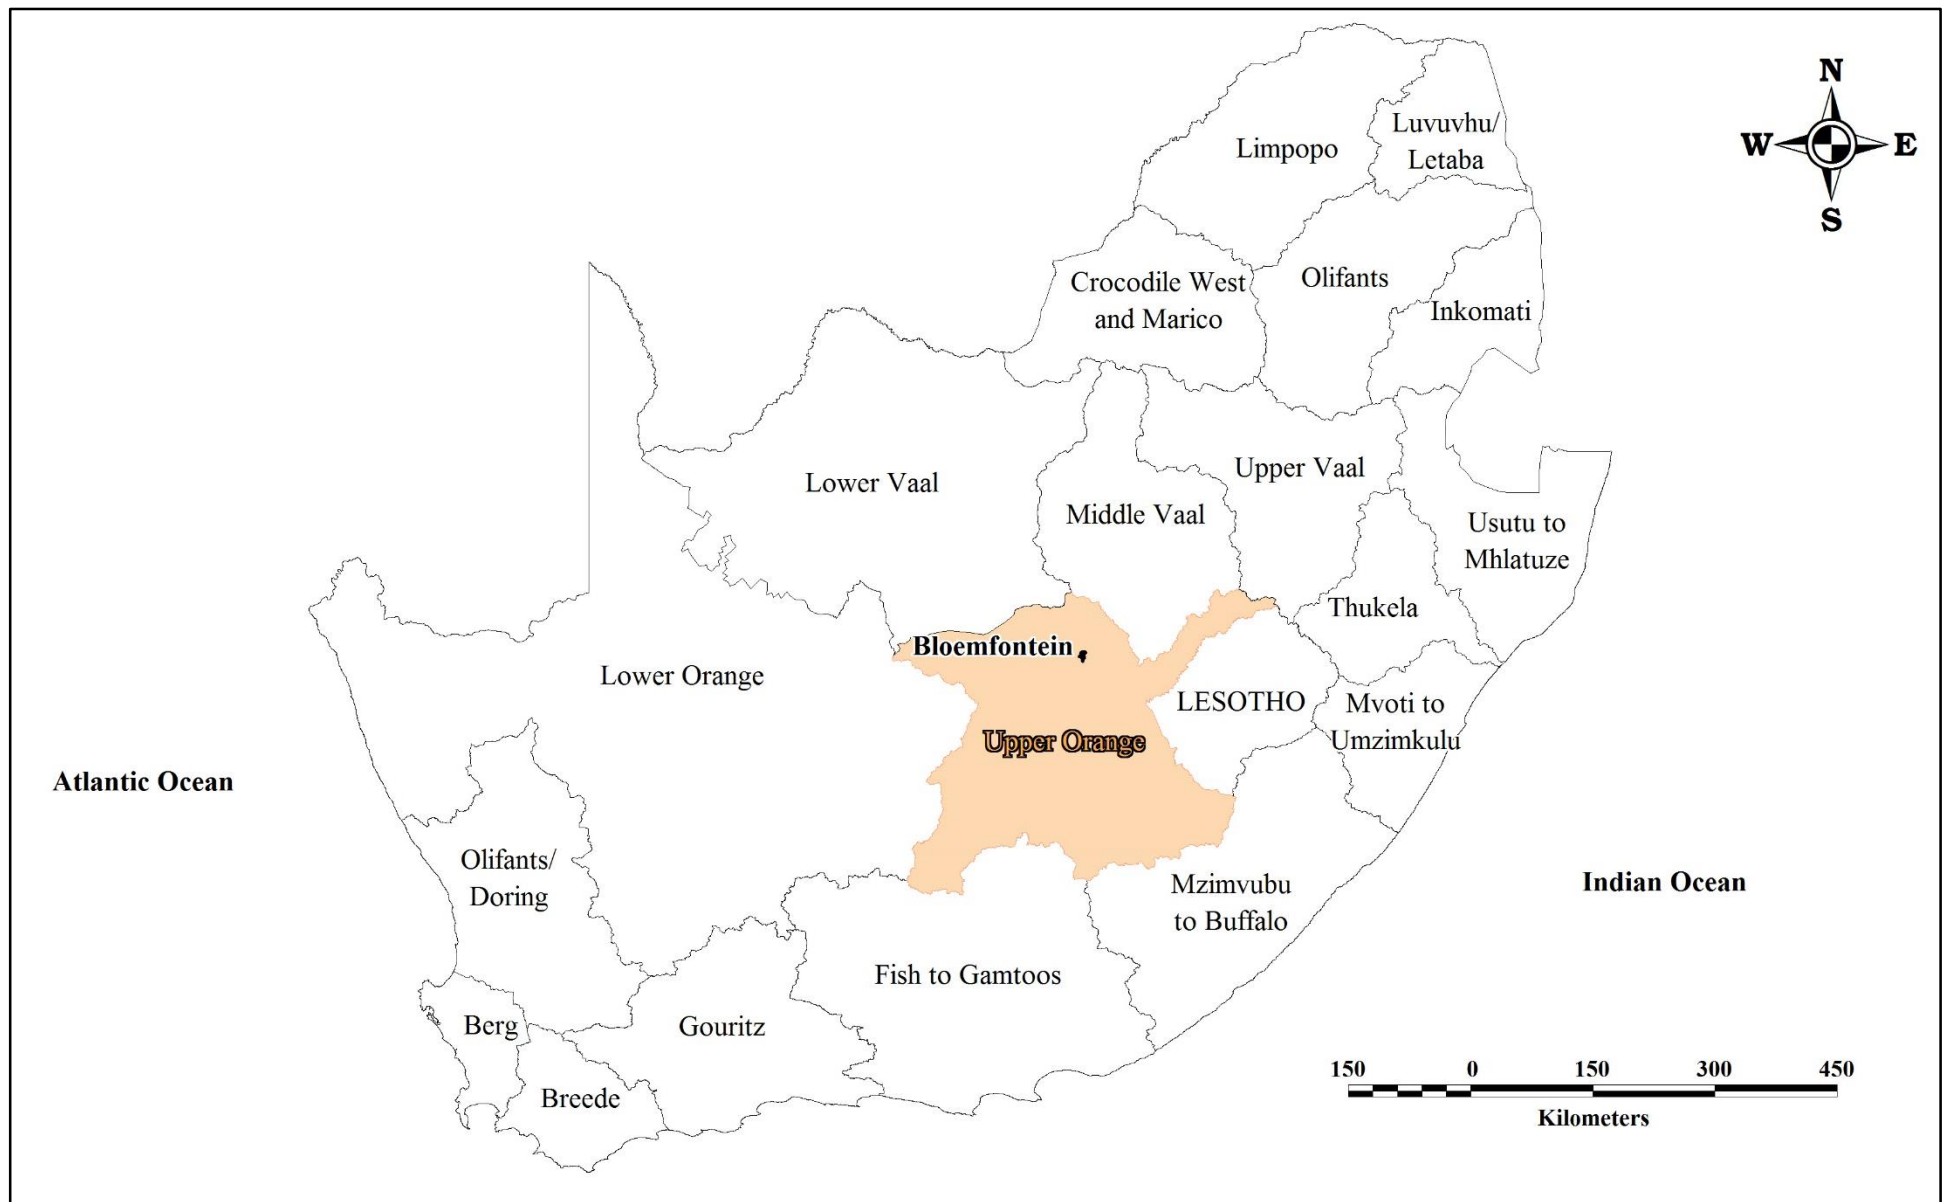 N
W E
S
Limpopo
Luvuvhu/
Letaba
Crocodile West
and Marico
Olifants
Inkomati
Lower Vaal
Middle Vaal
Upper Vaal
Usutu to
Mhlatuze
Thukela
Bloemfontein
Lower Orange
LESOTHO
Mvoti to
Umzimkulu
Upper Orange
Atlantic Ocean
Olifants/
Doring
Mzimvubu
to Buffalo
Indian Ocean
Fish to Gamtoos
Berg
Gouritz
Breede
150 0 150 300 450
Kilometers